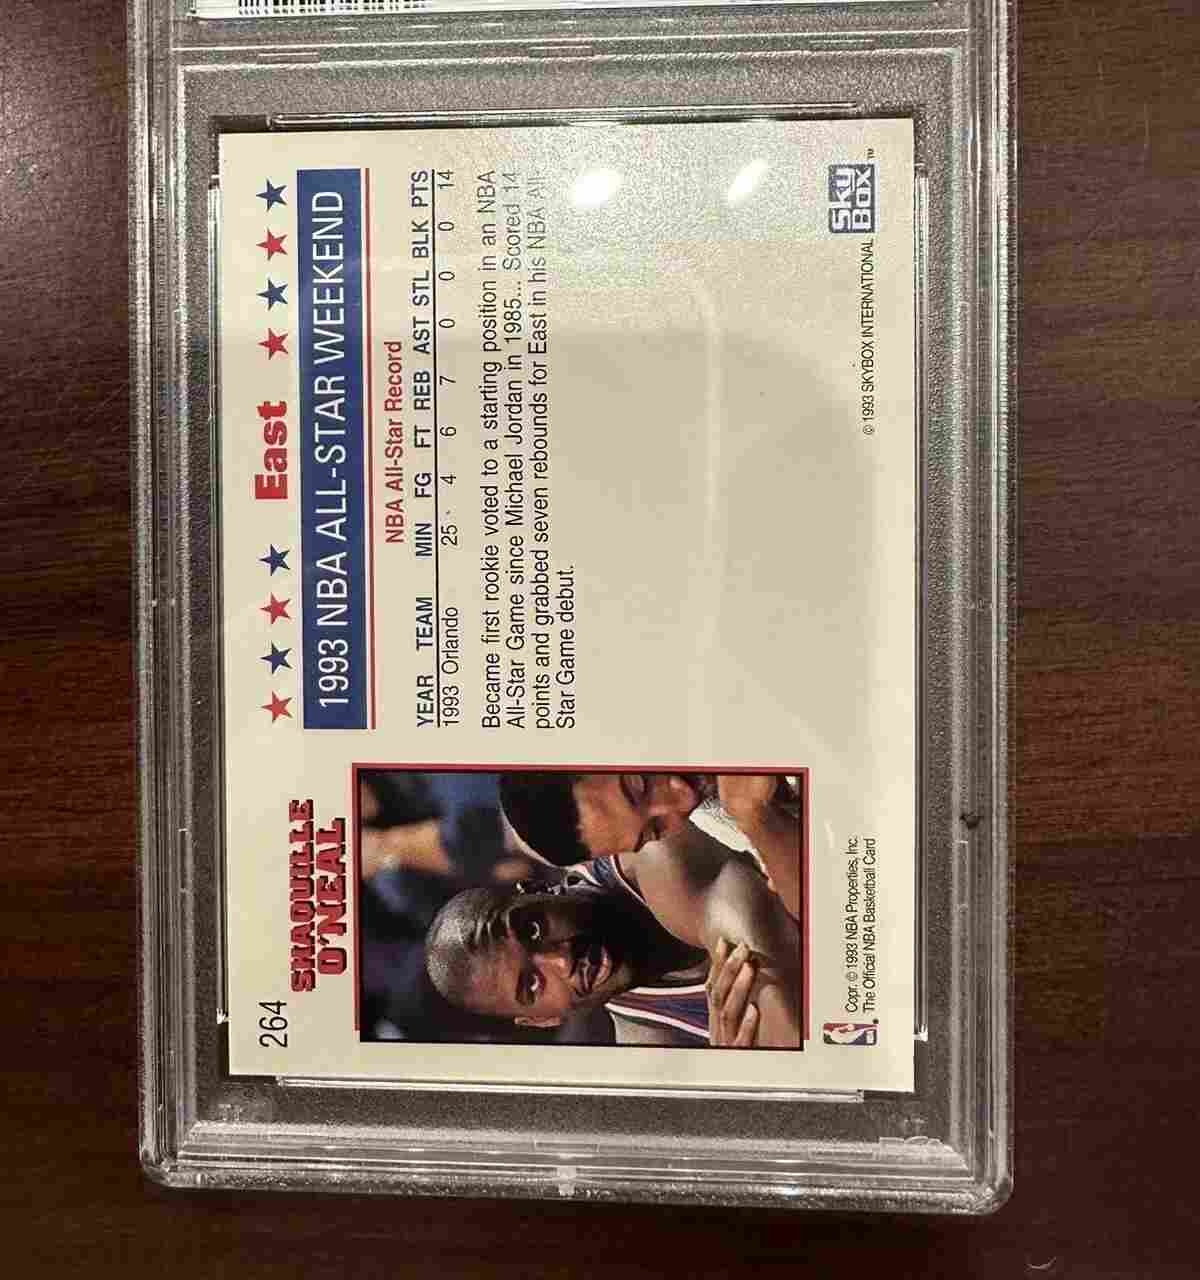 264
SHAQUILLE
O'NEAL
East
1993 NBA ALL-STAR WEEKEND
NBA All-Star Record
YEAR TEAM MIN FG FT REB AST STL BLK PTS
1993 Orlando 25 4 6 7 0 0 0 14
Became first rookie voted to a starting position in an NBA
All-Star Game since Michael Jordan in 1985... Scored 14
points and grabbed seven rebounds for East in his NBA All-
Star Game debut.
Copr. © 1993 NBA Properties, Inc.
The Official NBA Basketball Card
© 1993 SKYBOX INTERNATIONAL
SkyBox™